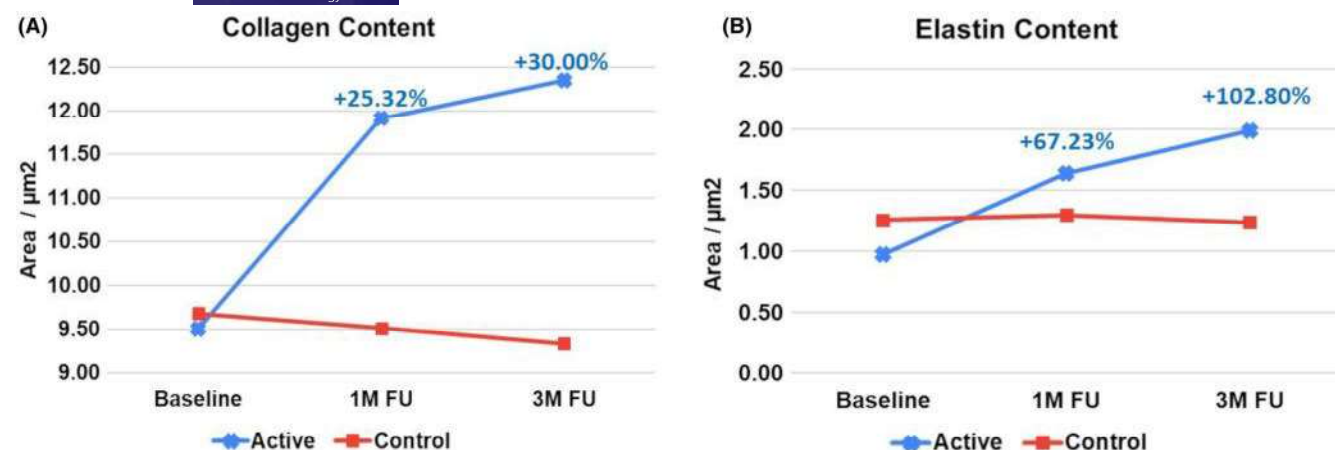 (A)
Collagen Content
12.50
12.00
11.50
11.00
10.50
10.00
9.50
9.00
Area / µm2
+25.32%
+30.00%
Baseline
1M FU
3M FU
Active
Control
(B)
Elastin Content
2.50
2.00
1.50
1.00
0.50
0.00
Area / µm2
+67.23%
+102.80%
Baseline
1M FU
3M FU
Active
Control